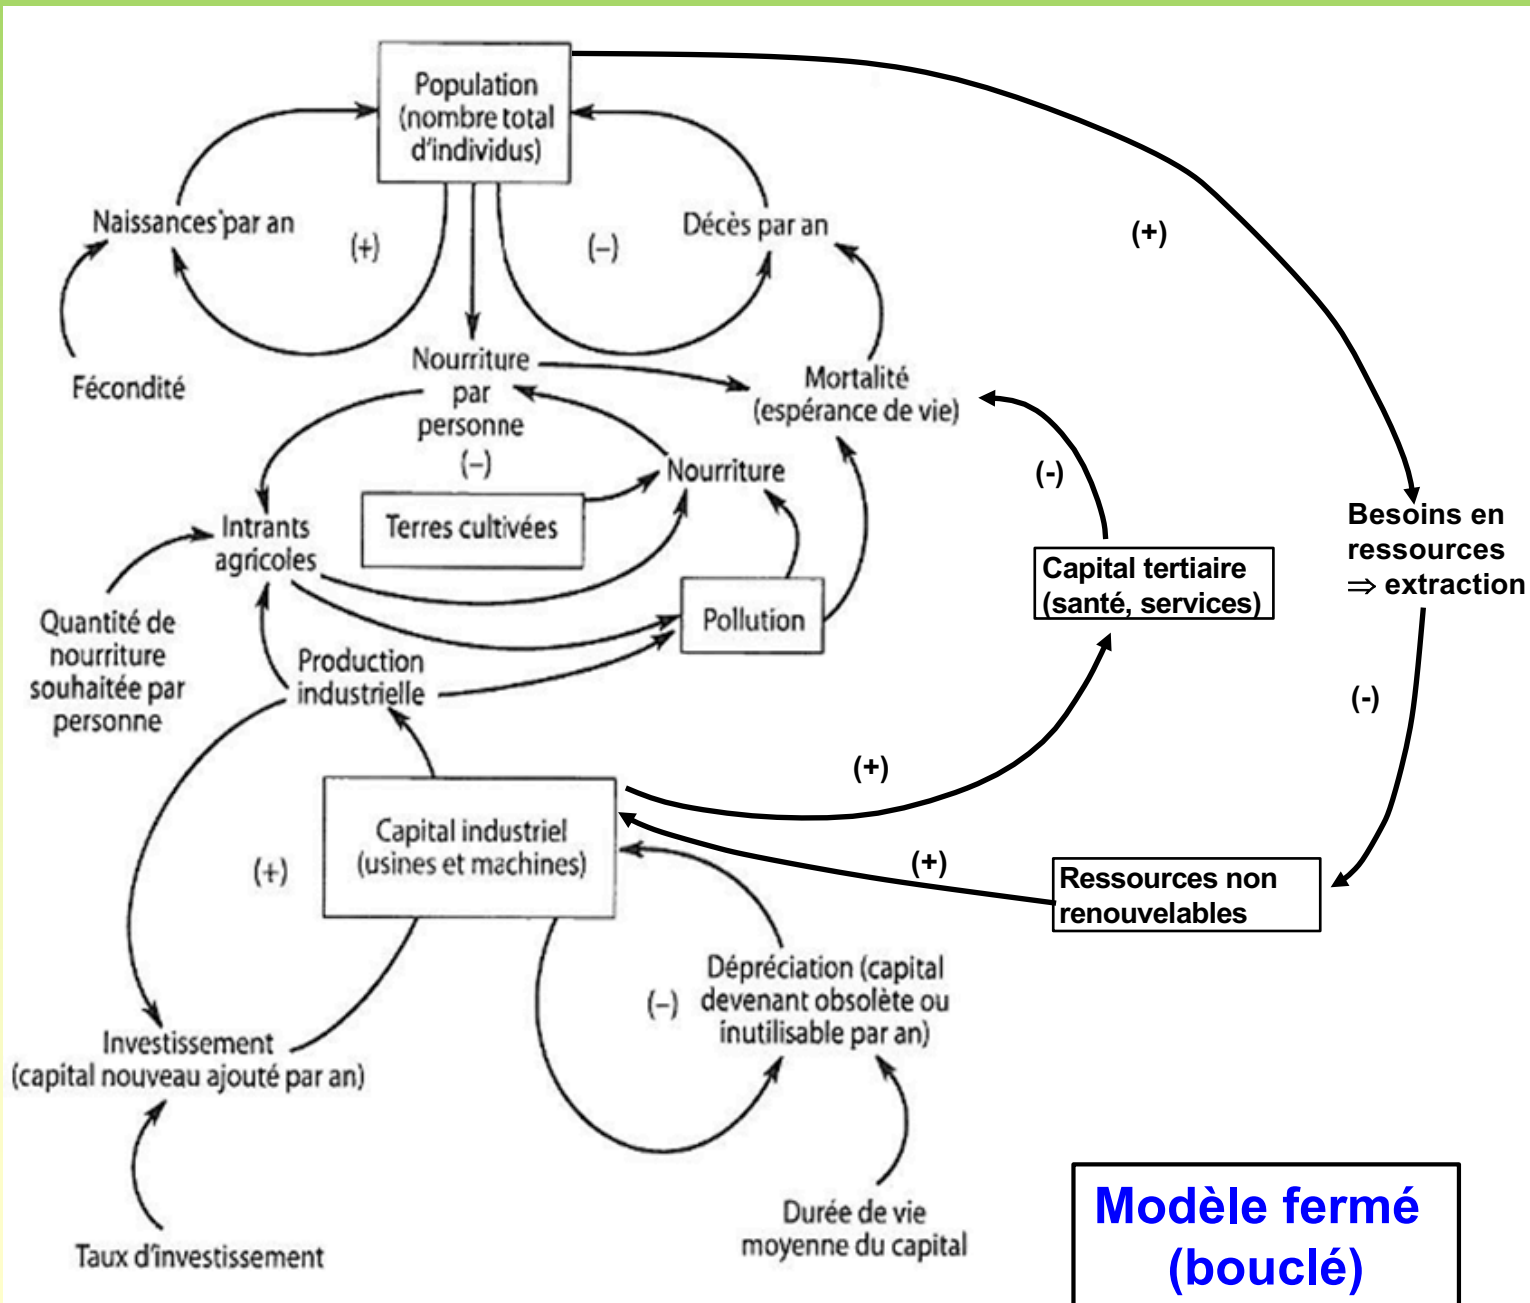 Population
(nombre total
d'individus)
Naissances par an
(+)
(–)
Décès par an
(+)
Fécondité
Nourriture
par
personne
(–)
Mortalité
(espérance de vie)
Nourriture
(-)
Terres cultivées
Intrants
agricoles
Besoins en
ressources
⇒ extraction
Capital tertiaire
(santé, services)
Pollution
Quantité de
nourriture
souhaitée par
personne
Production
industrielle
(-)
(+)
Capital industriel
(usines et machines)
(+)
(+)
Ressources non
renouvelables
Dépréciation (capital
devenant obsolète ou
inutilisable par an)
(–)
Investissement
(capital nouveau ajouté par an)
Durée de vie
moyenne du capital
Taux d'investissement
Modèle fermé
(bouclé)